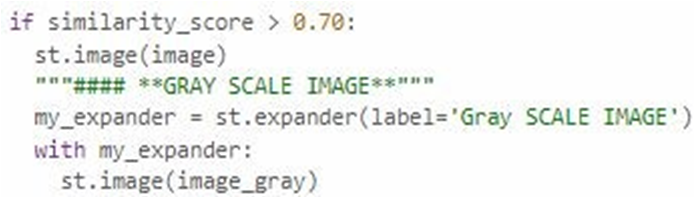 if similarity_score > 0.70:
  st.image(image)
  """#### **GRAY SCALE IMAGE**"""
  my_expander = st.expander(label='Gray SCALE IMAGE')
  with my_expander:
    st.image(image_gray)